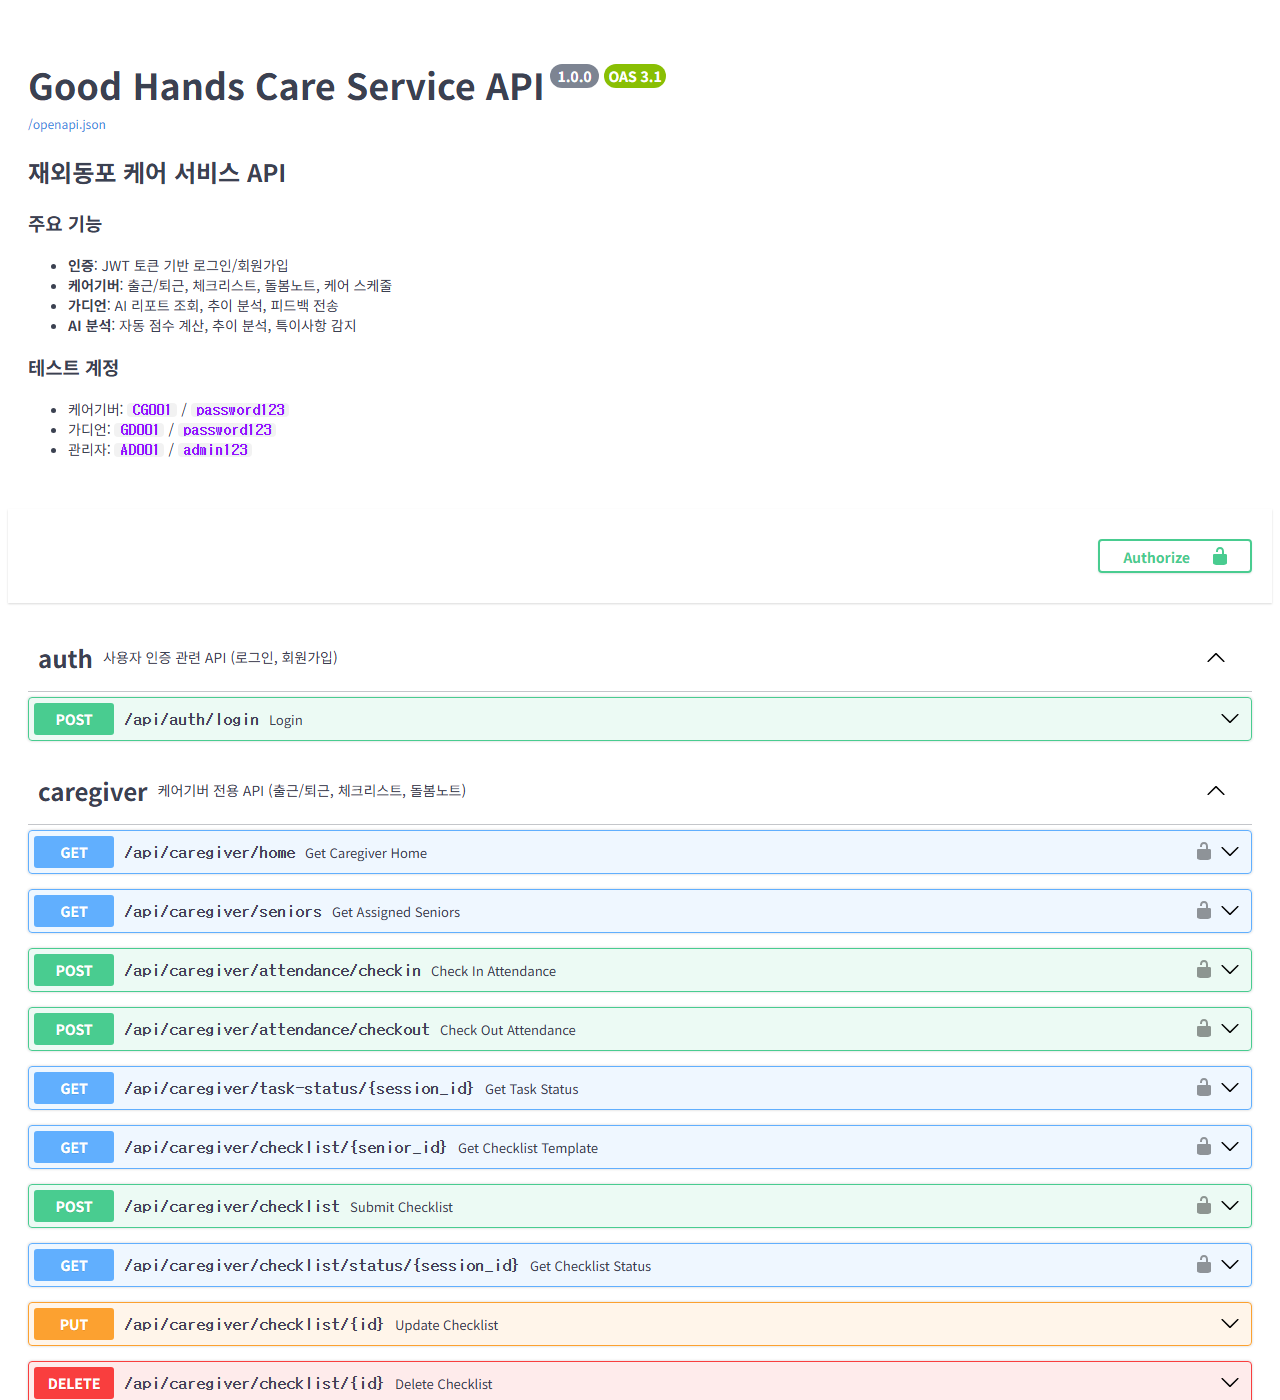 Good Hands Care Service API 1.0.0 OAS 3.1
/openapi.json
재외동포 케어 서비스 API
주요 기능
인증: JWT 토큰 기반 로그인/회원가입
케어기버: 출근/퇴근, 체크리스트, 돌봄노트, 케어 스케줄
가디언: AI 리포트 조회, 추이 분석, 피드백 전송
AI 분석: 자동 점수 계산, 추이 분석, 특이사항 감지
테스트 계정
케어기버: CG001 / password123
가디언: GD001 / password123
관리자: AD001 / admin123
Authorize
auth 사용자 인증 관련 API (로그인, 회원가입)
POST /api/auth/login Login
caregiver 케어기버 전용 API (출근/퇴근, 체크리스트, 돌봄노트)
GET /api/caregiver/home Get Caregiver Home
GET /api/caregiver/seniors Get Assigned Seniors
POST /api/caregiver/attendance/checkin Check In Attendance
POST /api/caregiver/attendance/checkout Check Out Attendance
GET /api/caregiver/task-status/{session_id} Get Task Status
GET /api/caregiver/checklist/{senior_id} Get Checklist Template
POST /api/caregiver/checklist Submit Checklist
GET /api/caregiver/checklist/status/{session_id} Get Checklist Status
PUT /api/caregiver/checklist/{id} Update Checklist
DELETE /api/caregiver/checklist/{id} Delete Checklist